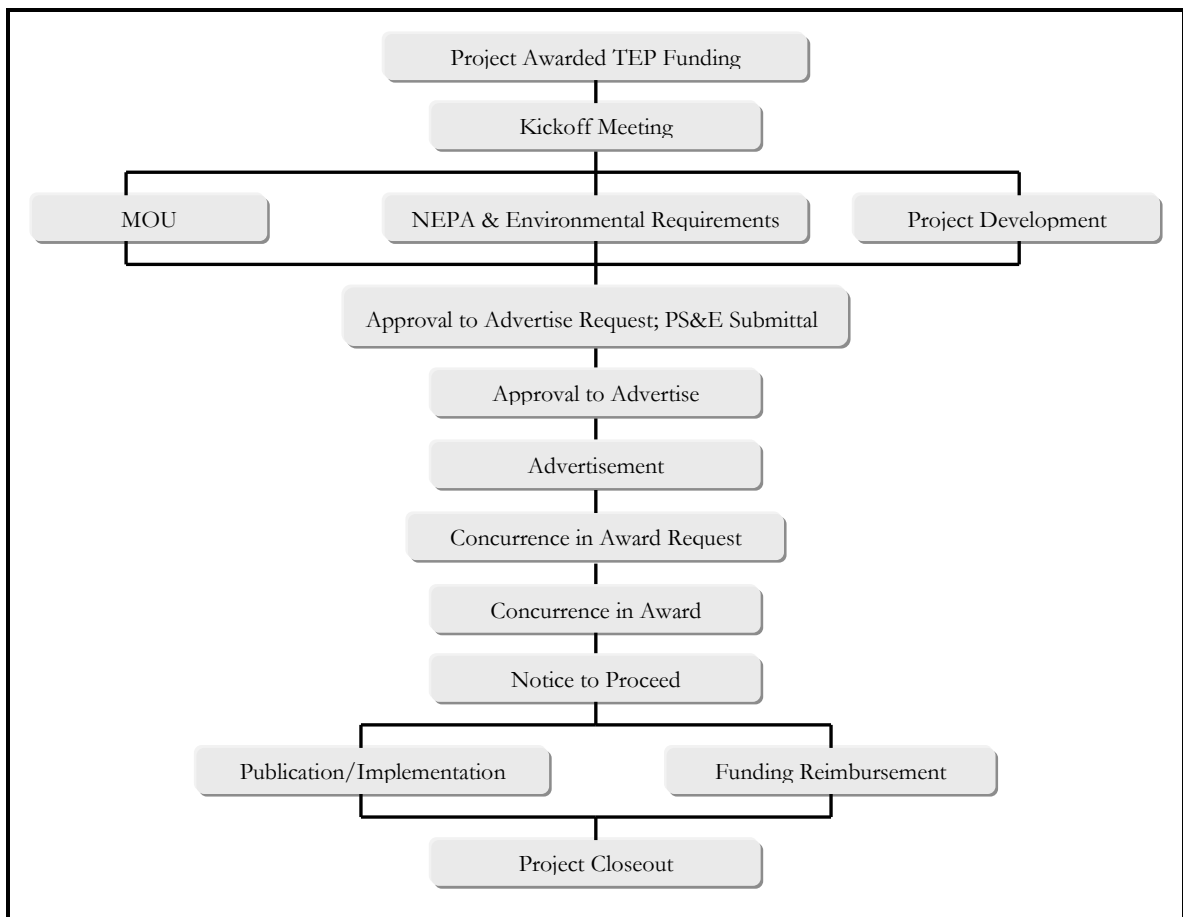 Project Awarded TEP Funding
Kickoff Meeting
MOU
NEPA & Environmental Requirements
Project Development
Approval to Advertise Request; PS&E Submittal
Approval to Advertise
Advertisement
Concurrence in Award Request
Concurrence in Award
Notice to Proceed
Publication/Implementation
Funding Reimbursement
Project Closeout